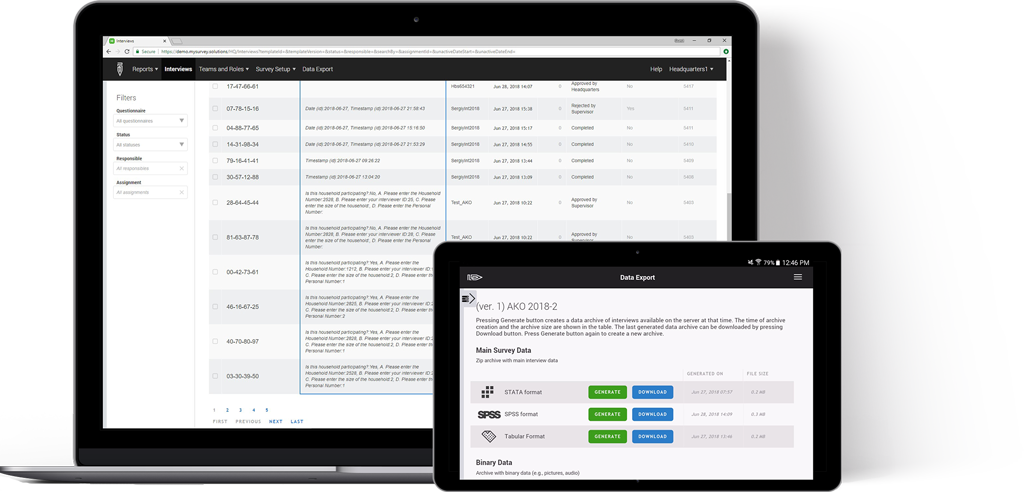 Interviews
Secure
https://demo.mysurvey.solutions/HQ/Interviews?templateId=&templateVersion=&status=&responsible=&searchBy=&assignmentId=&unactiveDateStart=&unactiveDateEnd=
Reports Interviews Teams and Roles Survey Setup Data Export Help Headquarters1
Filters
Questionnaire
All questionnaires
Status
All statuses
Responsible
All responsibles
Assignment
All assignments
17-47-66-61 Hbs654321 Jun 28, 2018 14:07 0 Approved by Headquarters No 5417
07-78-15-16 Date (id) 2018-06-27, Timestamp (id) 2018-06-27 21:38:43 SergiyInt2018 Jun 27, 2018 15:38 0 Rejected by Supervisor Yes
04-88-77-65 Date (id) 2018-06-27, Timestamp (id) 2018-06-27 15:16:50 SergiyInt2018 Jun 27, 2018 15:17 0 Completed No
14-31-98-34 Date (id) 2018-06-27, Timestamp (id) 2018-06-27 21:53:29 SergiyInt2018 Jun 27, 2018 14:55 0 Completed No
79-16-41-41 Timestamp (id) 2018-06-27 09:26:22 SergiyInt2018 Jun 27, 2018 13:44 0 Completed No
30-57-12-88 Timestamp (id) 2018-06-27 13:04:20 SergiyInt2018 Jun 27, 2018 13:09 0 Completed No
28-64-45-44 Test_AKO Jun 27, 2018 10:22 0 Approved by Supervisor No
Is this household participating? No, A. Please enter the Household
Number:2828, B. Please enter your interviewer ID:20, C. Please
enter the size of the household:, D. Please enter the Personal
Number:
81-63-87-78 Test_AKO Jun 27, 2018 10:22 0 Approved by No
Is this household participating? No, A. Please enter the Household
Number:2828, B. Please enter your interviewer ID:20, C. Please
enter the size of the household:, D. Please enter the Personal
Number:
00-42-73-61
Is this household participating? Yes, A. Please enter the
Household Number:1212, B. Please enter your interviewer ID:
C. Please enter the size of the household:2, D. Please enter the
Personal Number:1
46-16-67-25
Is this household participating? Yes, A. Please enter the
Household Number:2525, B. Please enter your interviewer ID:
C. Please enter the size of the household:2, D. Please enter the
Personal Number:2
40-70-80-97
Is this household participating? Yes, A. Please enter the
Household Number:2828, B. Please enter your interviewer ID:
C. Please enter the size of the household:2, D. Please enter the
Personal Number:1
03-30-39-50
Is this household participating? Yes, A. Please enter the
Household Number:2528, B. Please enter your interviewer ID:
C. Please enter the size of the household:2, D. Please enter the
Personal Number:1
1 2 3 4 5
FIRST PREVIOUS NEXT LAST
79% 12:46 PM
Data Export
(ver. 1) AKO 2018-2
Pressing Generate button creates a data archive of interviews available on the server at that time. The time of archive
creation and the archive size are shown in the table. The last generated data archive can be downloaded by pressing
Download button. Press Generate button again to create a new archive.
Main Survey Data
Zip archive with main interview data
GENERATED ON FILE SIZE
STATA format GENERATE DOWNLOAD Jun 27, 2018 07:57 0.2 MB
SPSS SPSS format GENERATE DOWNLOAD Jun 28, 2018 14:09 0.3 MB
Tabular Format GENERATE DOWNLOAD Jun 27, 2018 15:46 0.2 MB
Binary Data
Archive with binary data (e.g., pictures, audio)